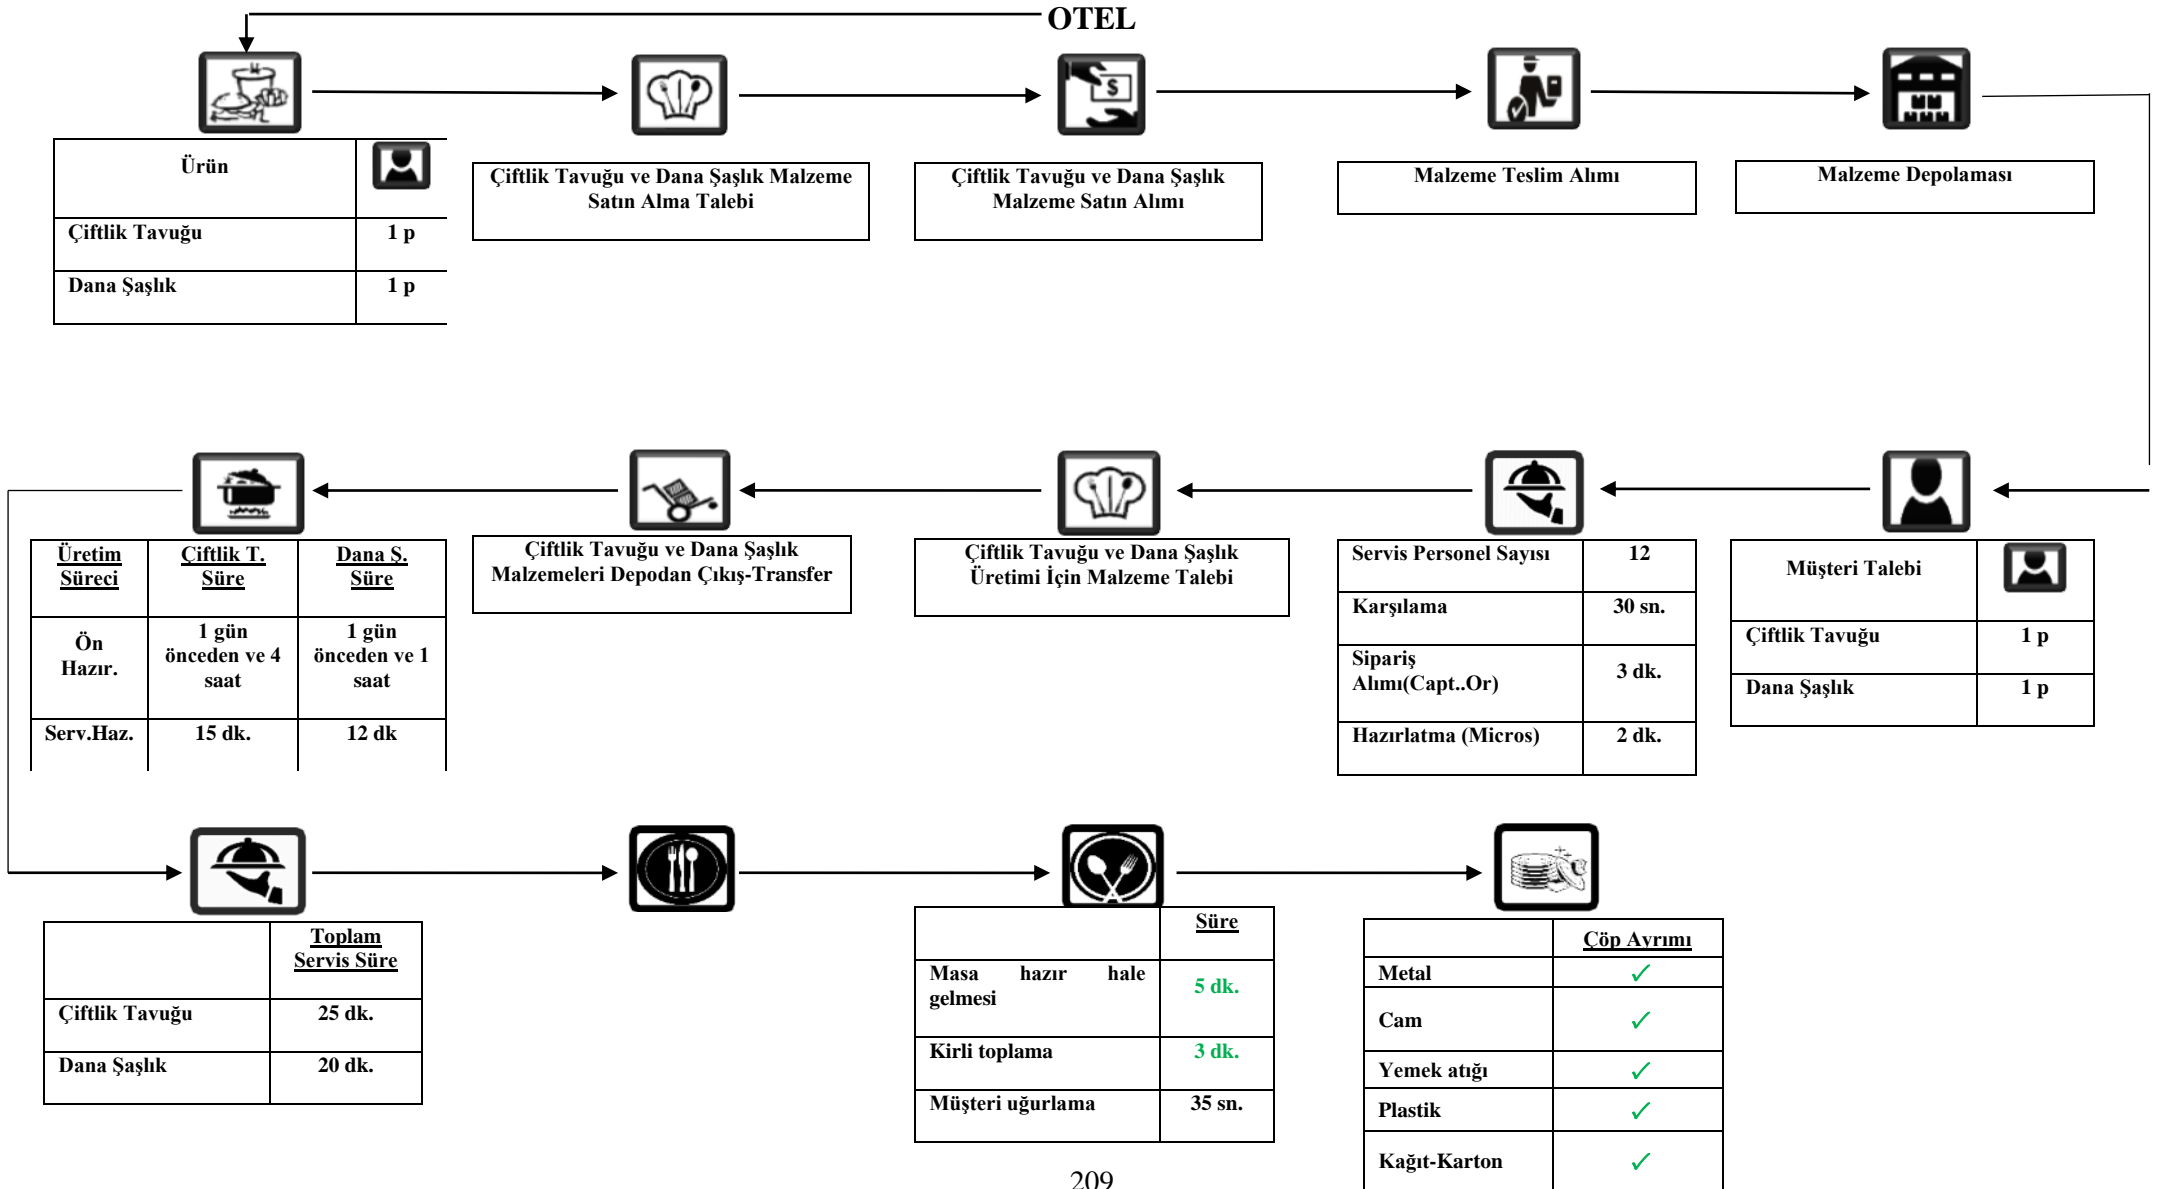 OTEL
Ürün
Çiftlik Tavuğu 1 p
Dana Şaşlık 1 p
Çiftlik Tavuğu ve Dana Şaşlık Malzeme
Satın Alma Talebi
Çiftlik Tavuğu ve Dana Şaşlık
Malzeme Satın Alımı
Malzeme Teslim Alımı
Malzeme Depolaması
Üretim
Süreci
Çiftlik T.
Süre
Dana Ş.
Süre
Ön
Hazır.
1 gün
önceden ve 4
saat
1 gün
önceden ve 1
saat
Serv.Haz. 15 dk. 12 dk
Çiftlik Tavuğu ve Dana Şaşlık
Malzemeleri Depodan Çıkış-Transfer
Çiftlik Tavuğu ve Dana Şaşlık
Üretimi İçin Malzeme Talebi
Servis Personel Sayısı 12
Karşılama 30 sn.
Sipariş
Alımı(Capt..Or) 3 dk.
Hazırlatma (Micros) 2 dk.
Müşteri Talebi
Çiftlik Tavuğu 1 p
Dana Şaşlık 1 p
Toplam
Servis Süre
Çiftlik Tavuğu 25 dk.
Dana Şaşlık 20 dk.
Süre
Masa hazır hale
gelmesi 5 dk.
Kirli toplama 3 dk.
Müşteri uğurlama 35 sn.
Çöp Ayrımı
Metal ✓
Cam ✓
Yemek atığı ✓
Plastik ✓
Kağıt-Karton ✓
209